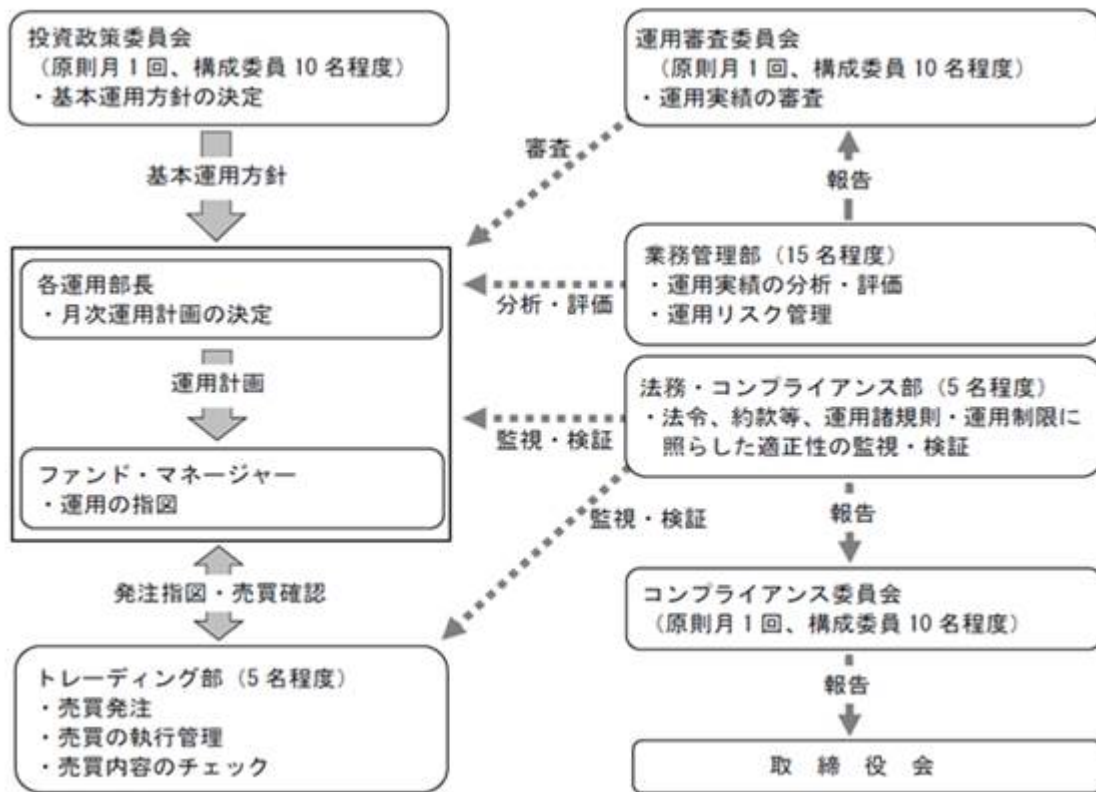 投資政策委員会
（原則月1回、構成委員10名程度）
・基本運用方針の決定
基本運用方針
各運用部長
・月次運用計画の決定
運用計画
ファンド・マネージャー
・運用の指図
発注指図・売買確認
トレーディング部（5名程度）
・売買発注
・売買の執行管理
・売買内容のチェック
運用審査委員会
（原則月1回、構成委員10名程度）
・運用実績の審査
審査
報告
業務管理部（15名程度）
・運用実績の分析・評価
・運用リスク管理
分析・評価
法務・コンプライアンス部（5名程度）
・法令、約款等、運用諸規則・運用制限に
照らした適正性の監視・検証
監視・検証
監視・検証
報告
コンプライアンス委員会
（原則月1回、構成委員10名程度）
報告
取締役会